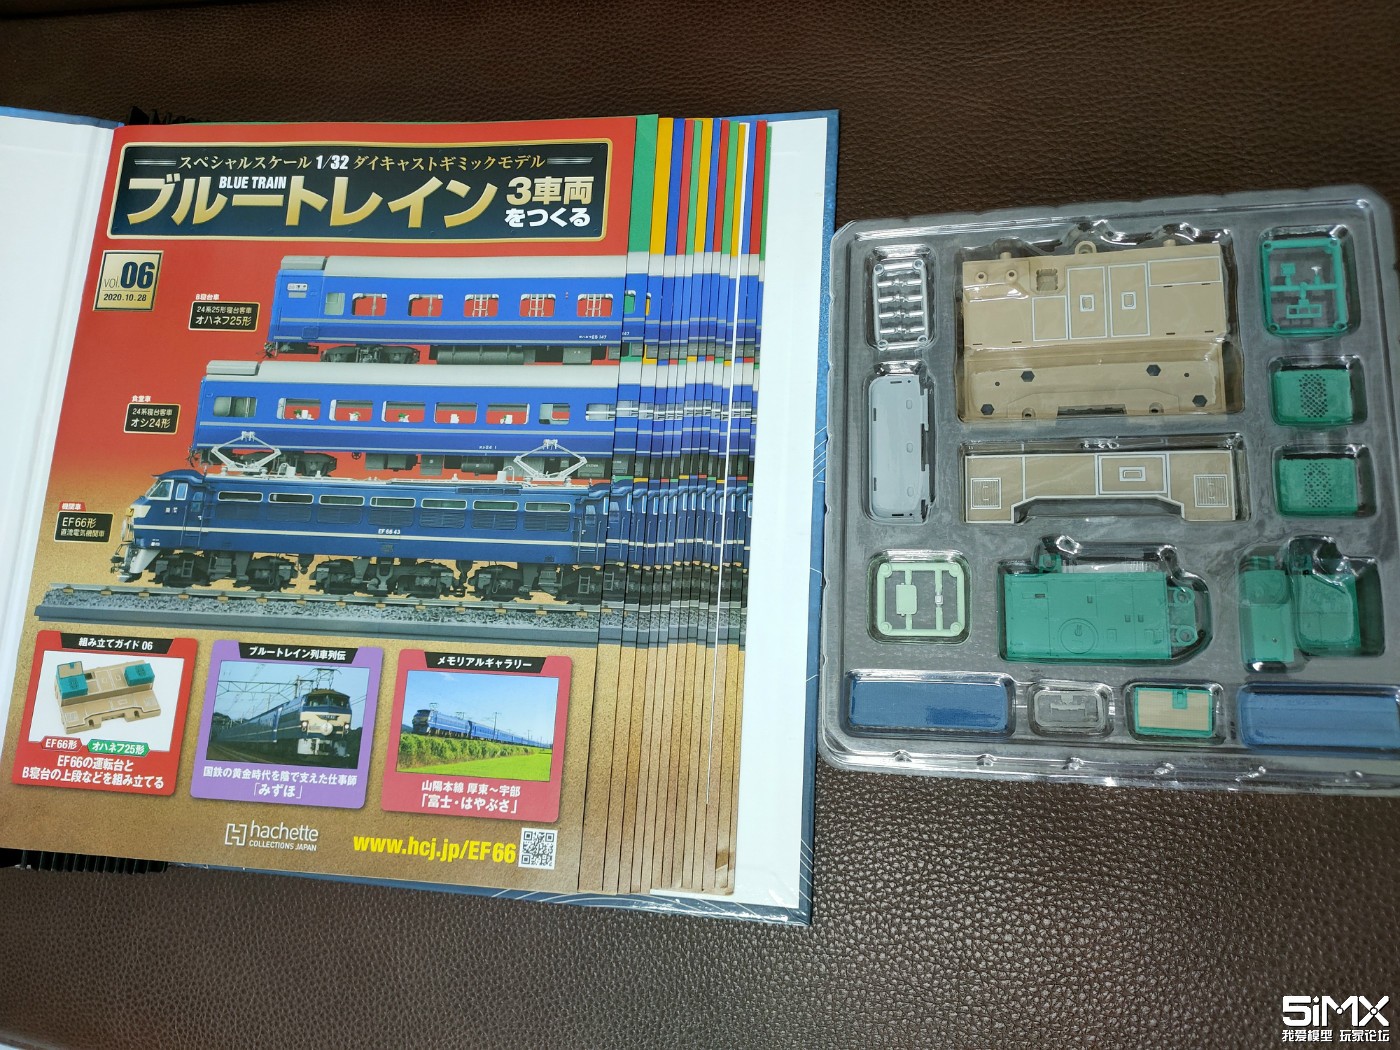 スペシャルスケール 1/32 ダイキャストギミックモデル
BLUE TRAIN
ブルートレイン 3車両
をつくる
vol. 06
2020.10.28
B寝台車
24系25形寝台客車
オハネフ25形
食堂車
24系寝台客車
オシ24形
機関車
EF66形
直流電気機関車
EF 66 43
組み立てガイド 06
EF66形 オハネフ25形
EF66の運転台と
B寝台の上段などを組み立てる
ブルートレイン列車列伝
国鉄の黄金時代を陰で支えた仕事師
「みずほ」
メモリアルギャラリー
山陽本線 厚東~宇部
「富士・はやぶさ」
hachette
COLLECTIONS JAPAN
www.hcj.jp/EF66
5iMX
我爱模型 玩家论坛